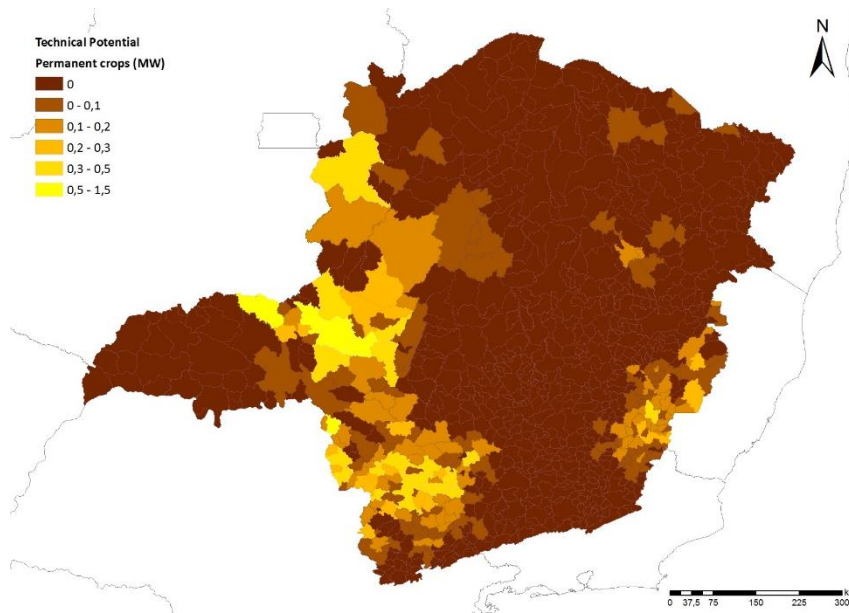 N
Technical Potential
Permanent crops (MW)
0
0 - 0,1
0,1 - 0,2
0,2 - 0,3
0,3 - 0,5
0,5 - 1,5
0 37,5 75 150 225 300